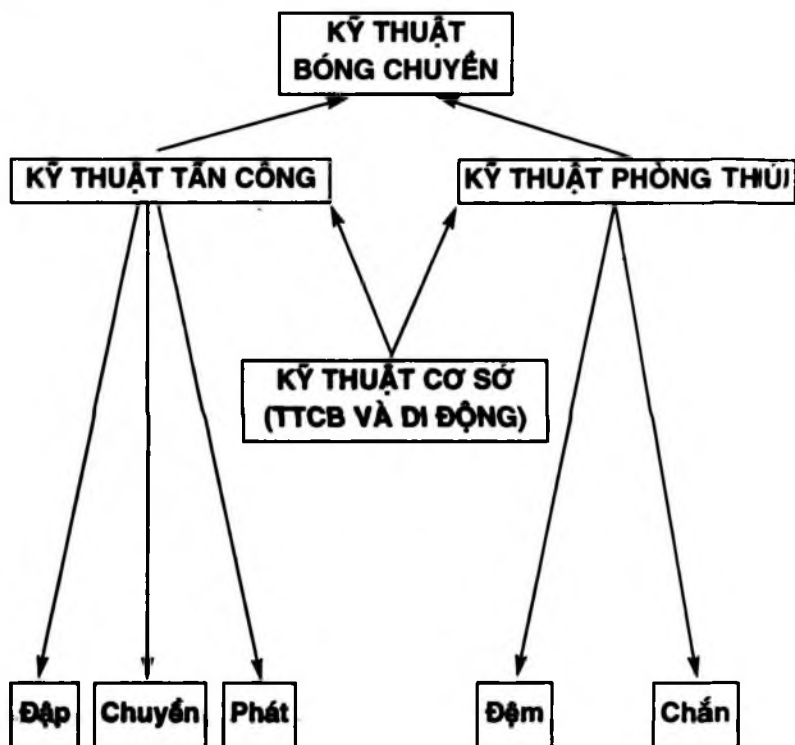 KỸ THUẬT
BÓNG CHUYỀN
KỸ THUẬT TẤN CÔNG
KỸ THUẬT PHÒNG THỦ
KỸ THUẬT CƠ SỞ
(TTCB VÀ DI ĐỘNG)
Đập
Chuyền
Phát
Đệm
Chắn